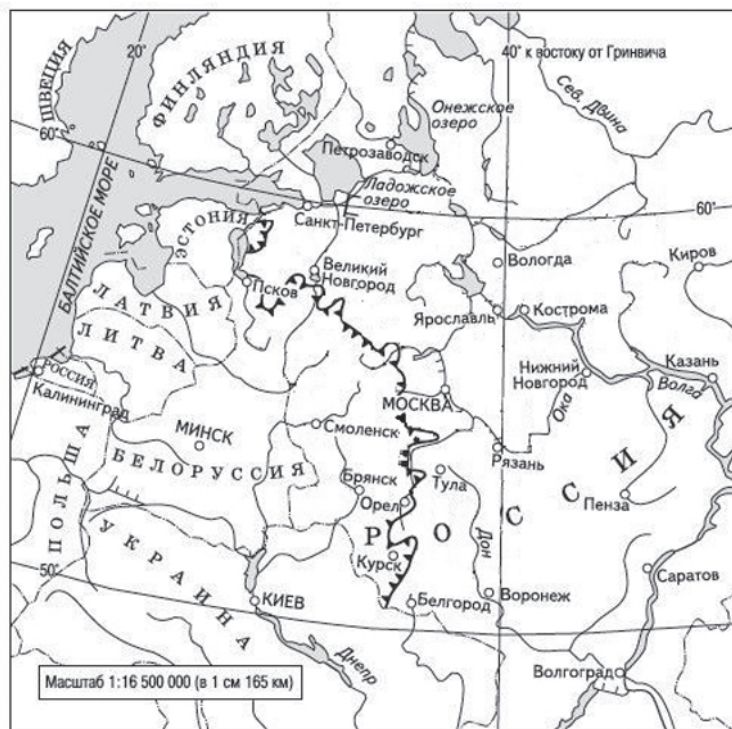 20°
40° к востоку от Гринвича
ШВЕЦИЯ
ФИНЛЯНДИЯ
Онежское
озеро
Сев. Двина
60°
Петрозаводск
Ладожское
озеро
БАЛТИЙСКОЕ МОРЕ
ЭСТОНИЯ
Санкт-Петербург
60°
Великий
Новгород
Вологда
Киров
Псков
ЛАТВИЯ
Ярославль
Кострома
ЛИТВА
Нижний
Новгород
Казань
Волга
РОССИЯ
Калининград
МОСКВА
Ока
МИНСК
Смоленск
Рязань
БЕЛОРУССИЯ
ПОЛЬША
Брянск
Тула
Орел
Пенза
РОССИЯ
Дон
УКРАИНА
50°
Курск
Саратов
КИЕВ
Белгород
Воронеж
Днепр
Волгоград
Масштаб 1:16 500 000 (в 1 см 165 км)